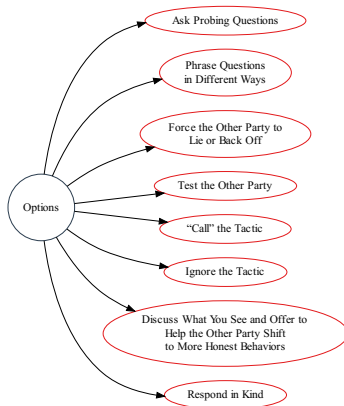 Ask Probing Questions
Phrase Questions
in Different Ways
Force the Other Party to
Lie or Back Off
Test the Other Party
Options
“Call” the Tactic
Ignore the Tactic
Discuss What You See and Offer to
Help the Other Party Shift
to More Honest Behaviors
Respond in Kind